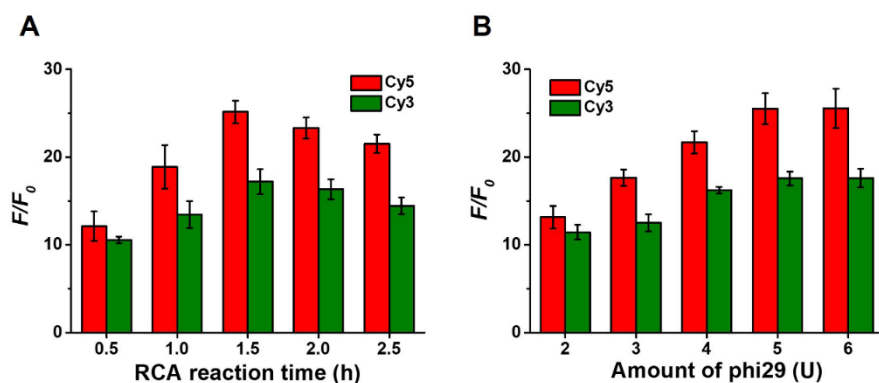 A
30
20
10
0
F/F0
Cy5
Cy3
0.5 1.0 1.5 2.0 2.5
RCA reaction time (h)
B
30
20
10
0
F/F0
Cy5
Cy3
2 3 4 5 6
Amount of phi29 (U)